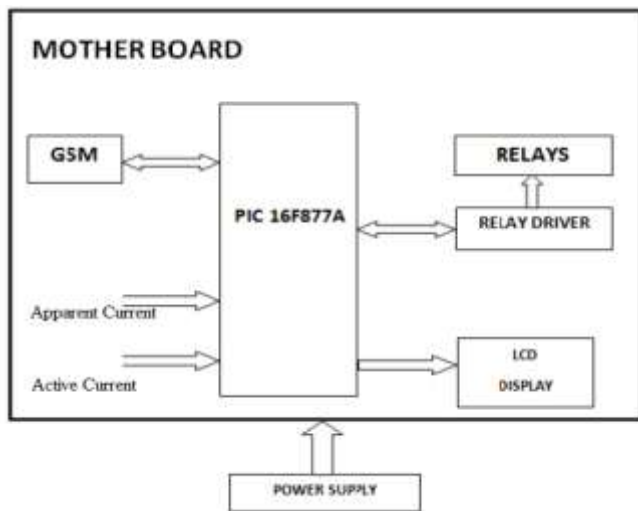 MOTHER BOARD
GSM
PIC 16F877A
RELAYS
RELAY DRIVER
Apparent Current
Active Current
LCD
DISPLAY
POWER SUPPLY